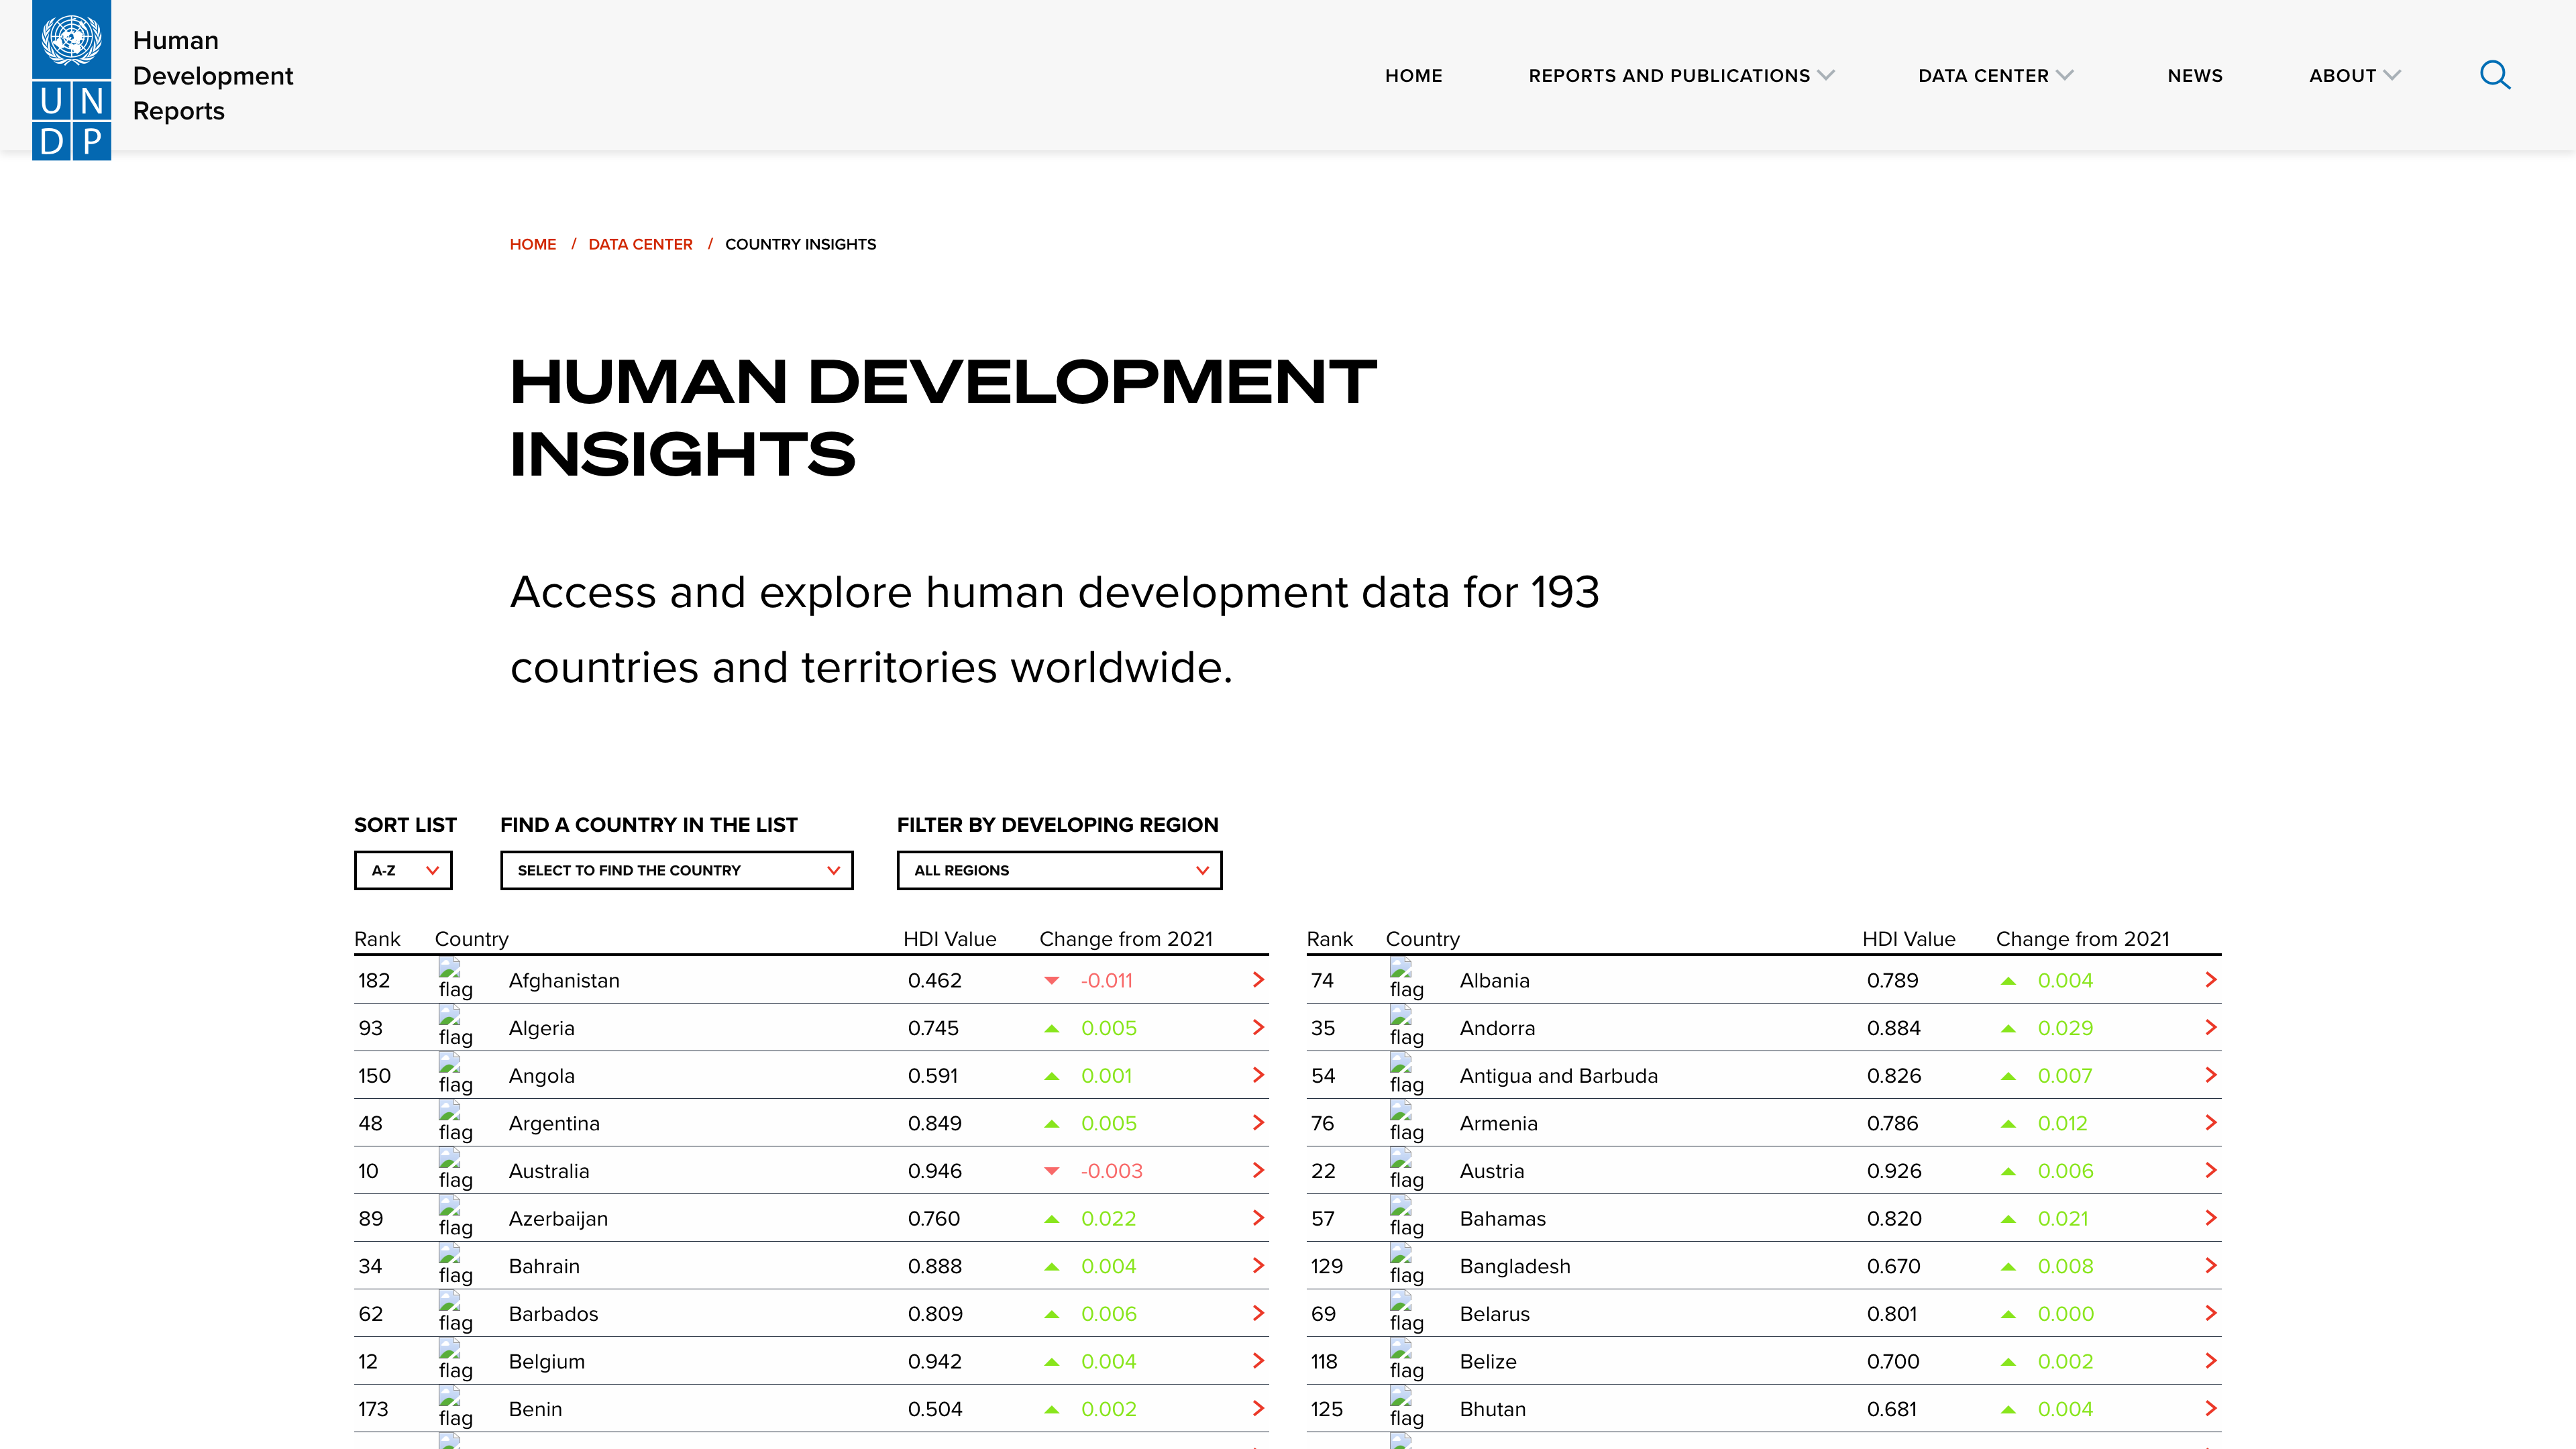 U N
D P
Human
Development
Reports
HOME
REPORTS AND PUBLICATIONS
DATA CENTER
NEWS
ABOUT
HOME / DATA CENTER / COUNTRY INSIGHTS
HUMAN DEVELOPMENT
INSIGHTS
Access and explore human development data for 193
countries and territories worldwide.
SORT LIST
A-Z
FIND A COUNTRY IN THE LIST
SELECT TO FIND THE COUNTRY
FILTER BY DEVELOPING REGION
ALL REGIONS
Rank Country HDI Value Change from 2021
182 flag Afghanistan 0.462 -0.011
93 flag Algeria 0.745 0.005
150 flag Angola 0.591 0.001
48 flag Argentina 0.849 0.005
10 flag Australia 0.946 -0.003
89 flag Azerbaijan 0.760 0.022
34 flag Bahrain 0.888 0.004
62 flag Barbados 0.809 0.006
12 flag Belgium 0.942 0.004
173 flag Benin 0.504 0.002
Rank Country HDI Value Change from 2021
74 flag Albania 0.789 0.004
35 flag Andorra 0.884 0.029
54 flag Antigua and Barbuda 0.826 0.007
76 flag Armenia 0.786 0.012
22 flag Austria 0.926 0.006
57 flag Bahamas 0.820 0.021
129 flag Bangladesh 0.670 0.008
69 flag Belarus 0.801 0.000
118 flag Belize 0.700 0.002
125 flag Bhutan 0.681 0.004